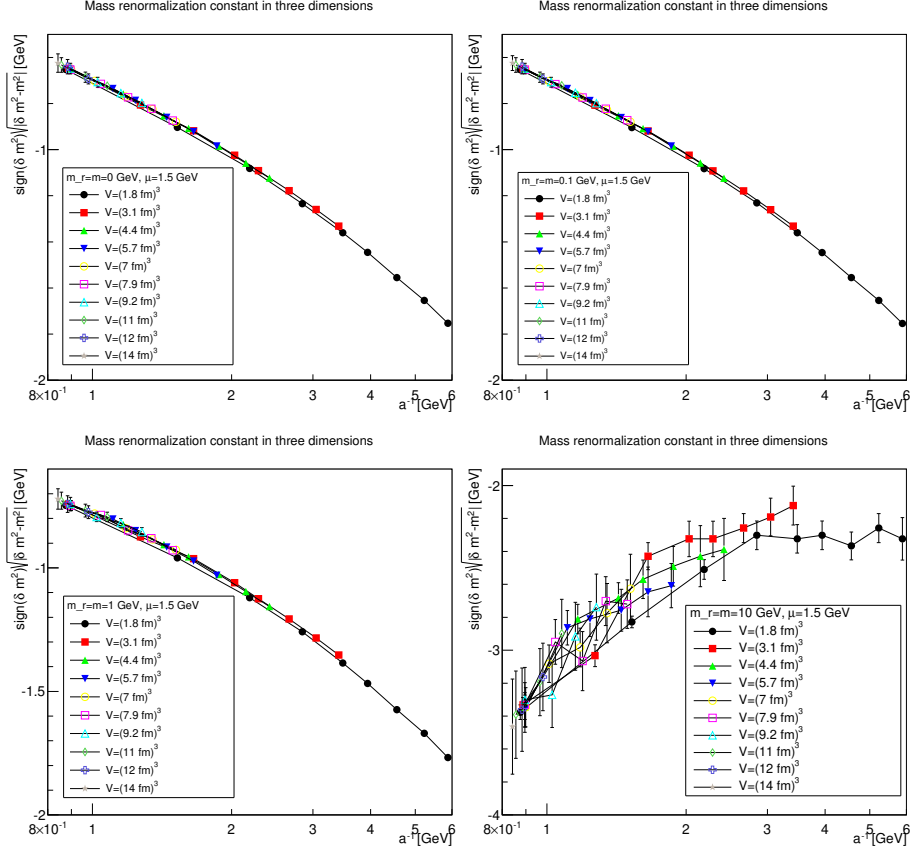 Mass renormalization constant in three dimensions
sign(δ m²)√|δ m²-m²| [GeV]
-1
-2
m_r=m=0 GeV, μ=1.5 GeV
V=(1.8 fm)³
V=(3.1 fm)³
V=(4.4 fm)³
V=(5.7 fm)³
V=(7 fm)³
V=(7.9 fm)³
V=(9.2 fm)³
V=(11 fm)³
V=(12 fm)³
V=(14 fm)³
8×10⁻¹ 1 2 3 4 5 6
a⁻¹[GeV]
Mass renormalization constant in three dimensions
sign(δ m²)√|δ m²-m²| [GeV]
-1
-2
m_r=m=0.1 GeV, μ=1.5 GeV
V=(1.8 fm)³
V=(3.1 fm)³
V=(4.4 fm)³
V=(5.7 fm)³
V=(7 fm)³
V=(7.9 fm)³
V=(9.2 fm)³
V=(11 fm)³
V=(12 fm)³
V=(14 fm)³
8×10⁻¹ 1 2 3 4 5 6
a⁻¹[GeV]
Mass renormalization constant in three dimensions
sign(δ m²)√|δ m²-m²| [GeV]
-1
-1.5
-2
m_r=m=1 GeV, μ=1.5 GeV
V=(1.8 fm)³
V=(3.1 fm)³
V=(4.4 fm)³
V=(5.7 fm)³
V=(7 fm)³
V=(7.9 fm)³
V=(9.2 fm)³
V=(11 fm)³
V=(12 fm)³
V=(14 fm)³
8×10⁻¹ 1 2 3 4 5 6
a⁻¹[GeV]
Mass renormalization constant in three dimensions
sign(δ m²)√|δ m²-m²| [GeV]
-2
-3
-4
m_r=m=10 GeV, μ=1.5 GeV
V=(1.8 fm)³
V=(3.1 fm)³
V=(4.4 fm)³
V=(5.7 fm)³
V=(7 fm)³
V=(7.9 fm)³
V=(9.2 fm)³
V=(11 fm)³
V=(12 fm)³
V=(14 fm)³
8×10⁻¹ 1 2 3 4 5 6
a⁻¹[GeV]